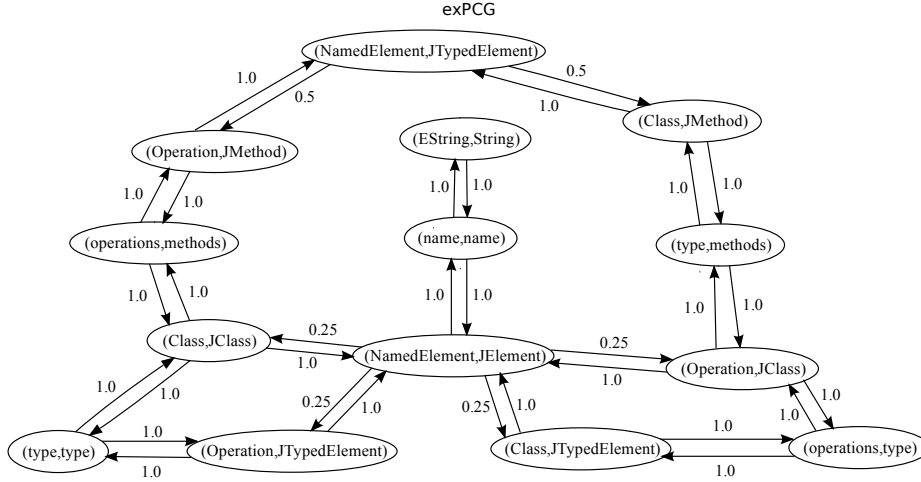 exPCG
(NamedElement,JTypedElement)
1.0
0.5
0.5
1.0
(Class,JMethod)
(EString,String)
(Operation,JMethod)
1.0
1.0
1.0
1.0
1.0
1.0
(operations,methods)
(name,name)
(type,methods)
1.0
1.0
1.0
1.0
1.0
1.0
(Class,JClass)
0.25
1.0
(NamedElement,JElement)
0.25
1.0
(Operation,JClass)
1.0
1.0
0.25
1.0
0.25
1.0
1.0
1.0
(type,type)
1.0
1.0
(Operation,JTypedElement)
(Class,JTypedElement)
1.0
1.0
(operations,type)